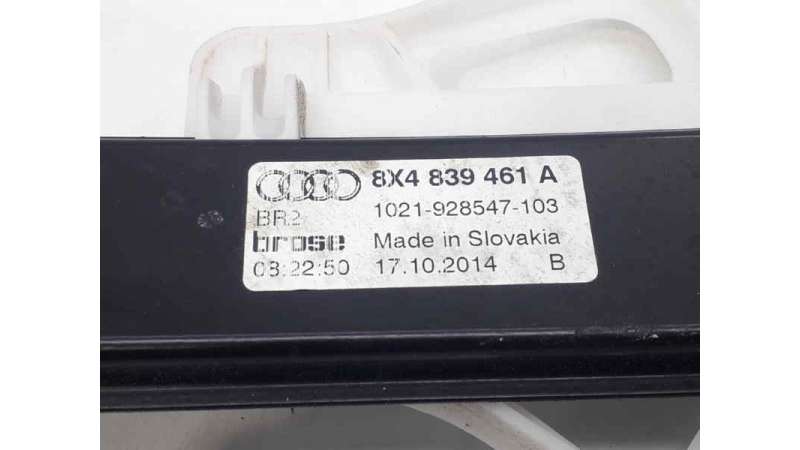 8X4 839 461 A
BR2 1021-928547-103
brose Made in Slovakia
08:22:50 17.10.2014 B